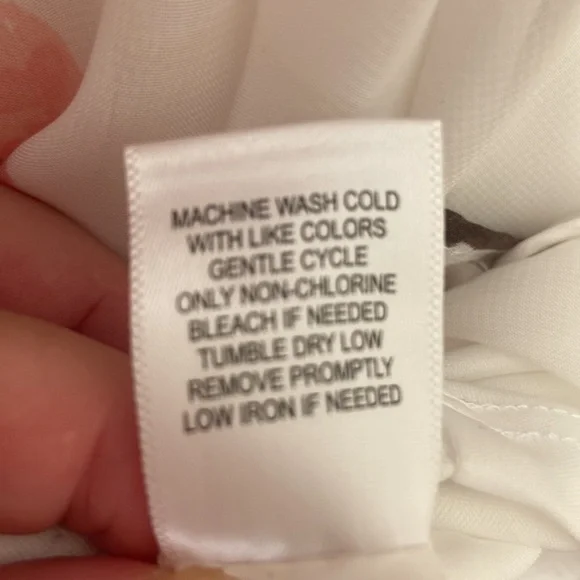 MACHINE WASH COLD
WITH LIKE COLORS
GENTLE CYCLE
ONLY NON-CHLORINE
BLEACH IF NEEDED
TUMBLE DRY LOW
REMOVE PROMPTLY
LOW IRON IF NEEDED